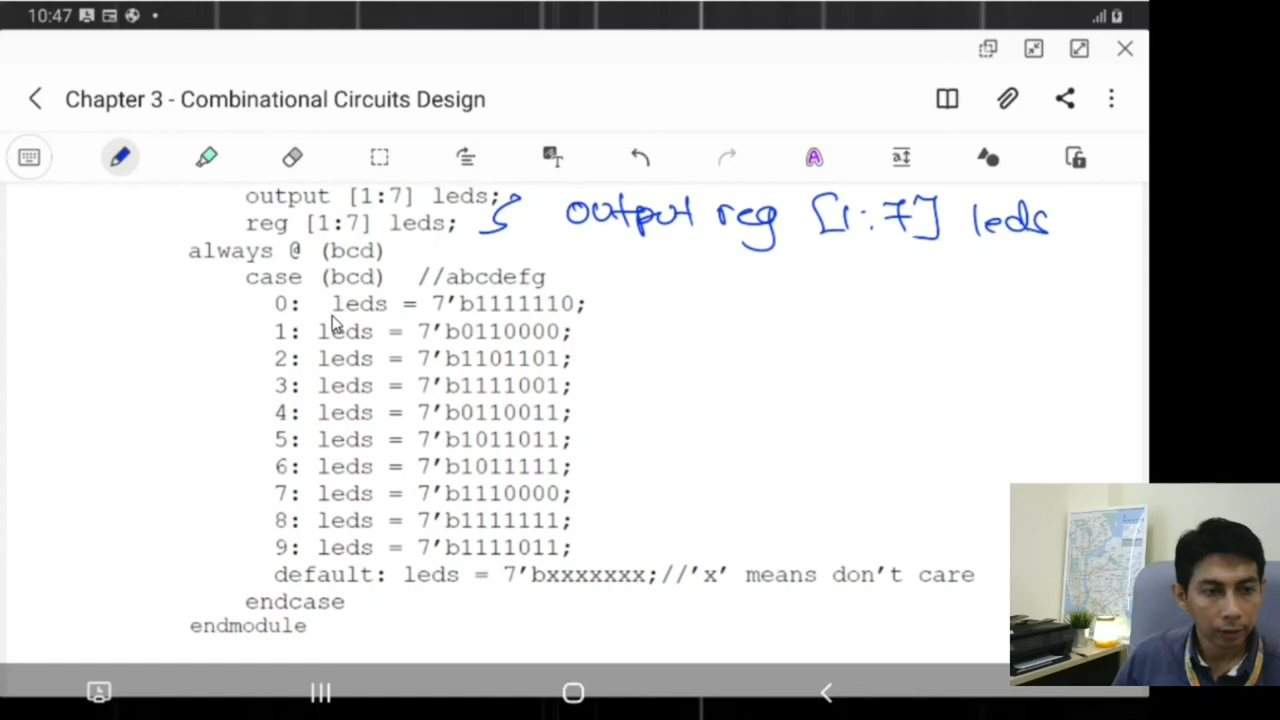 10:47
Chapter 3 - Combinational Circuits Design
output [1:7] leds;
reg [1:7] leds;
output reg [1:7] leds
always @ (bcd)
case (bcd) //abcdefg
0: leds = 7’b1111110;
1: leds = 7’b0110000;
2: leds = 7’b1101101;
3: leds = 7’b1111001;
4: leds = 7’b0110011;
5: leds = 7’b1011011;
6: leds = 7’b1011111;
7: leds = 7’b1110000;
8: leds = 7’b1111111;
9: leds = 7’b1111011;
default: leds = 7’bxxxxxxx;//’x’ means don’t care
endcase
endmodule